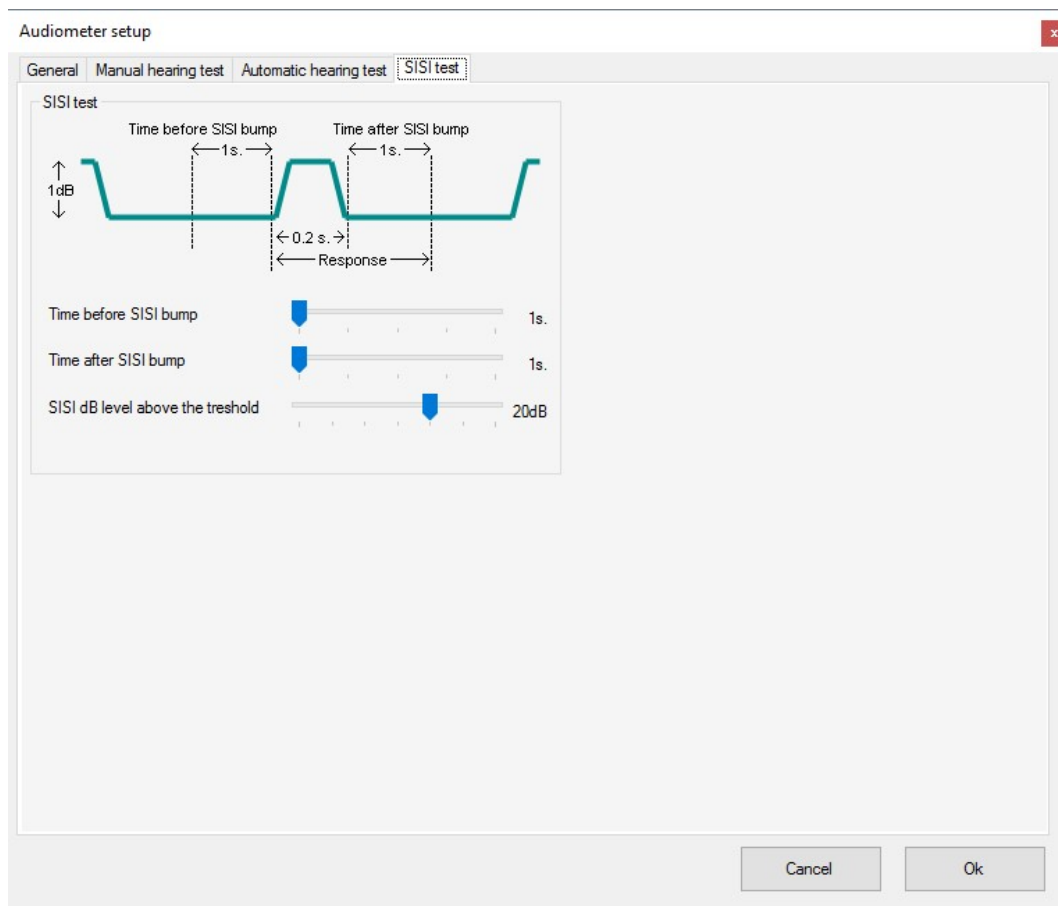 Audiometer setup
x
General Manual hearing test Automatic hearing test SISI test
SISI test
Time before SISI bump Time after SISI bump
1s. 1s.
1dB
0.2 s.
Response
Time before SISI bump 1s.
Time after SISI bump 1s.
SISI dB level above the treshold 20dB
Cancel Ok